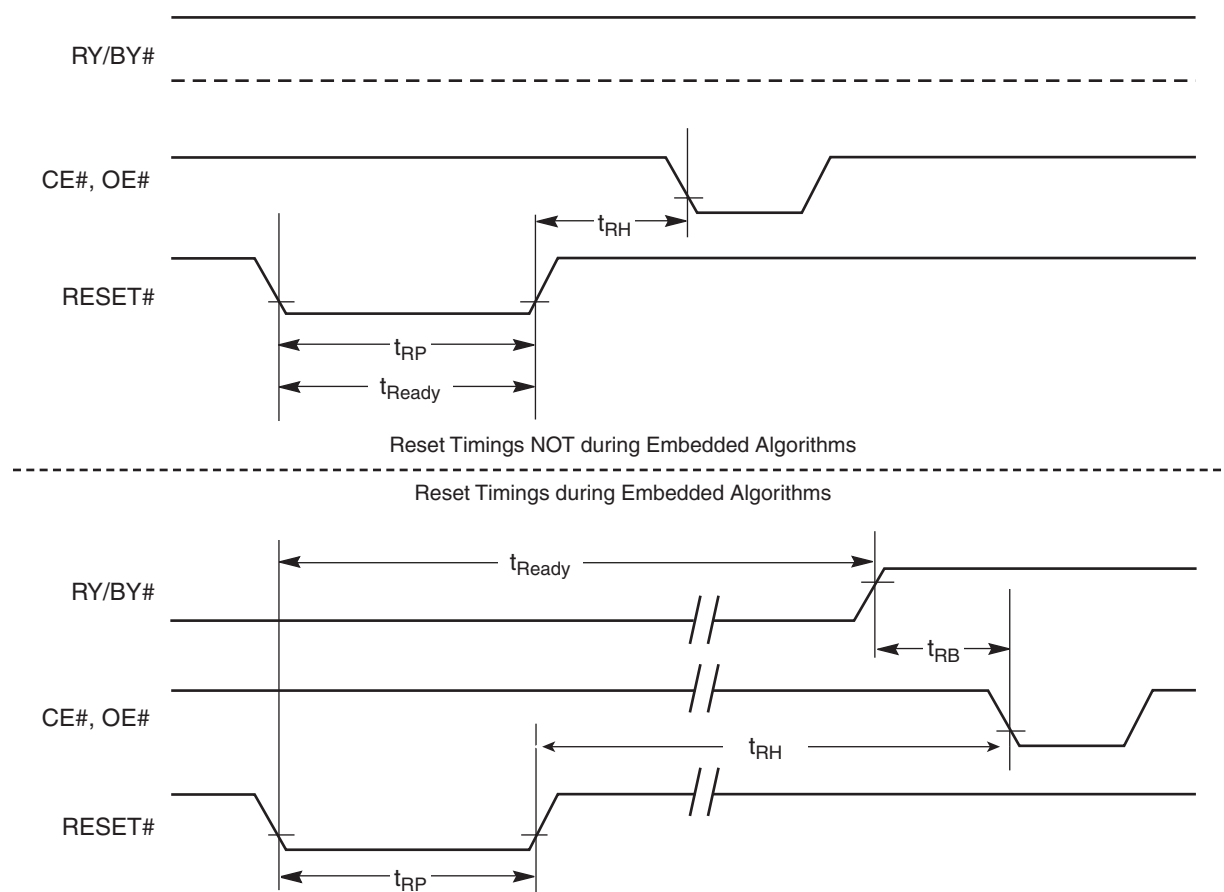 RY/BY#
CE#, OE#
tRH
RESET#
tRP
tReady
Reset Timings NOT during Embedded Algorithms
Reset Timings during Embedded Algorithms
tReady
RY/BY#
tRB
CE#, OE#
tRH
RESET#
tRP